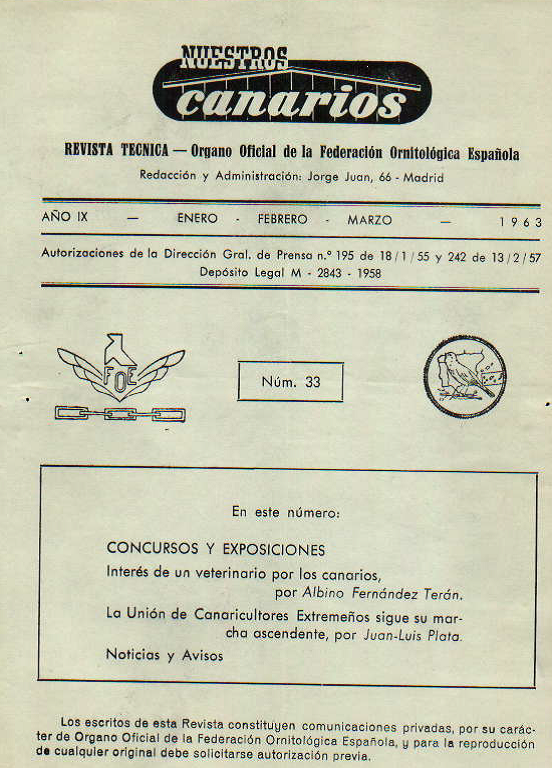 NUESTROS
canarios
REVISTA TECNICA — Organo Oficial de la Federación Ornitológica Española
Redacción y Administración: Jorge Juan, 66 - Madrid
AÑO IX — ENERO - FEBRERO - MARZO — 1963
Autorizaciones de la Dirección Gral. de Prensa n.º 195 de 18/1/55 y 242 de 13/2/57
Depósito Legal M - 2843 - 1958
FOE
Núm. 33
En este número:
CONCURSOS Y EXPOSICIONES
Interés de un veterinario por los canarios,
por Albino Fernández Terán.
La Unión de Canaricultores Extremeños sigue su mar-
cha ascendente, por Juan-Luis Plata.
Noticias y Avisos
Los escritos de esta Revista constituyen comunicaciones privadas, por su carác-
ter de Organo Oficial de la Federación Ornitológica Española, y para la reproducción
de cualquier original debe solicitarse autorización previa.